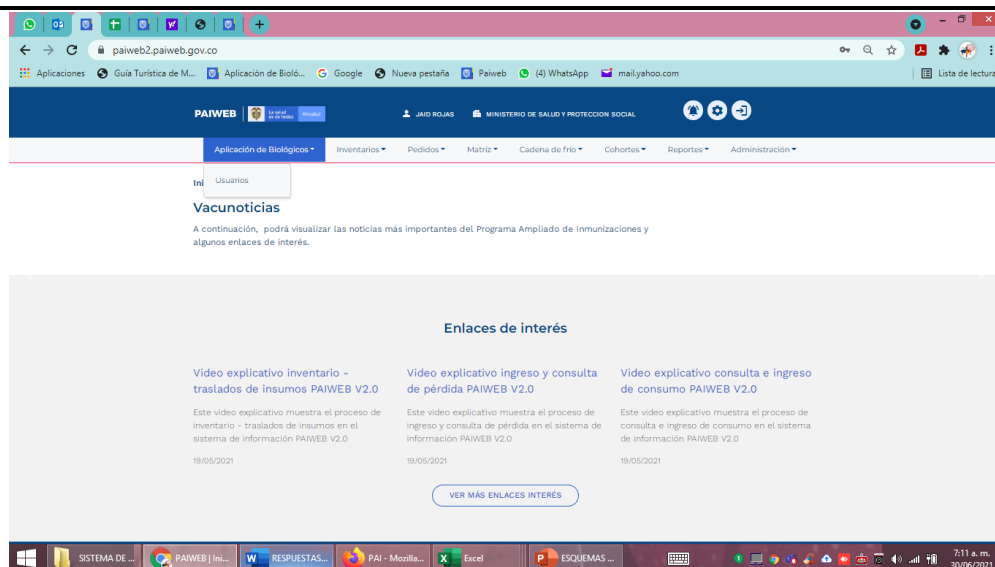 paiweb2.paiweb.gov.co
Aplicaciones Guía Turística de M... Aplicación de Bioló... Google Nueva pestaña Paiweb (4) WhatsApp mail.yahoo.com Lista de lectura
PAIWEB La salud es de todos Minsalud JAID ROJAS MINISTERIO DE SALUD Y PROTECCION SOCIAL
Aplicación de Biológicos Inventarios Pedidos Matriz Cadena de frío Cohortes Reportes Administración
Ini
Usuarios
Vacunoticias
A continuación, podrá visualizar las noticias más importantes del Programa Ampliado de Inmunizaciones y
algunos enlaces de interés.
Enlaces de interés
Video explicativo inventario -
traslados de insumos PAIWEB V2.0
Este video explicativo muestra el proceso de
inventario - traslados de insumos en el
sistema de información PAIWEB V2.0
19/05/2021
Video explicativo ingreso y consulta
de pérdida PAIWEB V2.0
Este video explicativo muestra el proceso de
ingreso y consulta de pérdida en el sistema de
información PAIWEB V2.0
19/05/2021
Video explicativo consulta e ingreso
de consumo PAIWEB V2.0
Este video explicativo muestra el proceso de
consulta e ingreso de consumo en el sistema
de información PAIWEB V2.0
19/05/2021
VER MÁS ENLACES INTERÉS
SISTEMA DE ... PAIWEB | Ini... RESPUESTAS... PAI - Mozilla... Excel ESQUEMAS ... 7:11 a. m.
30/06/2021